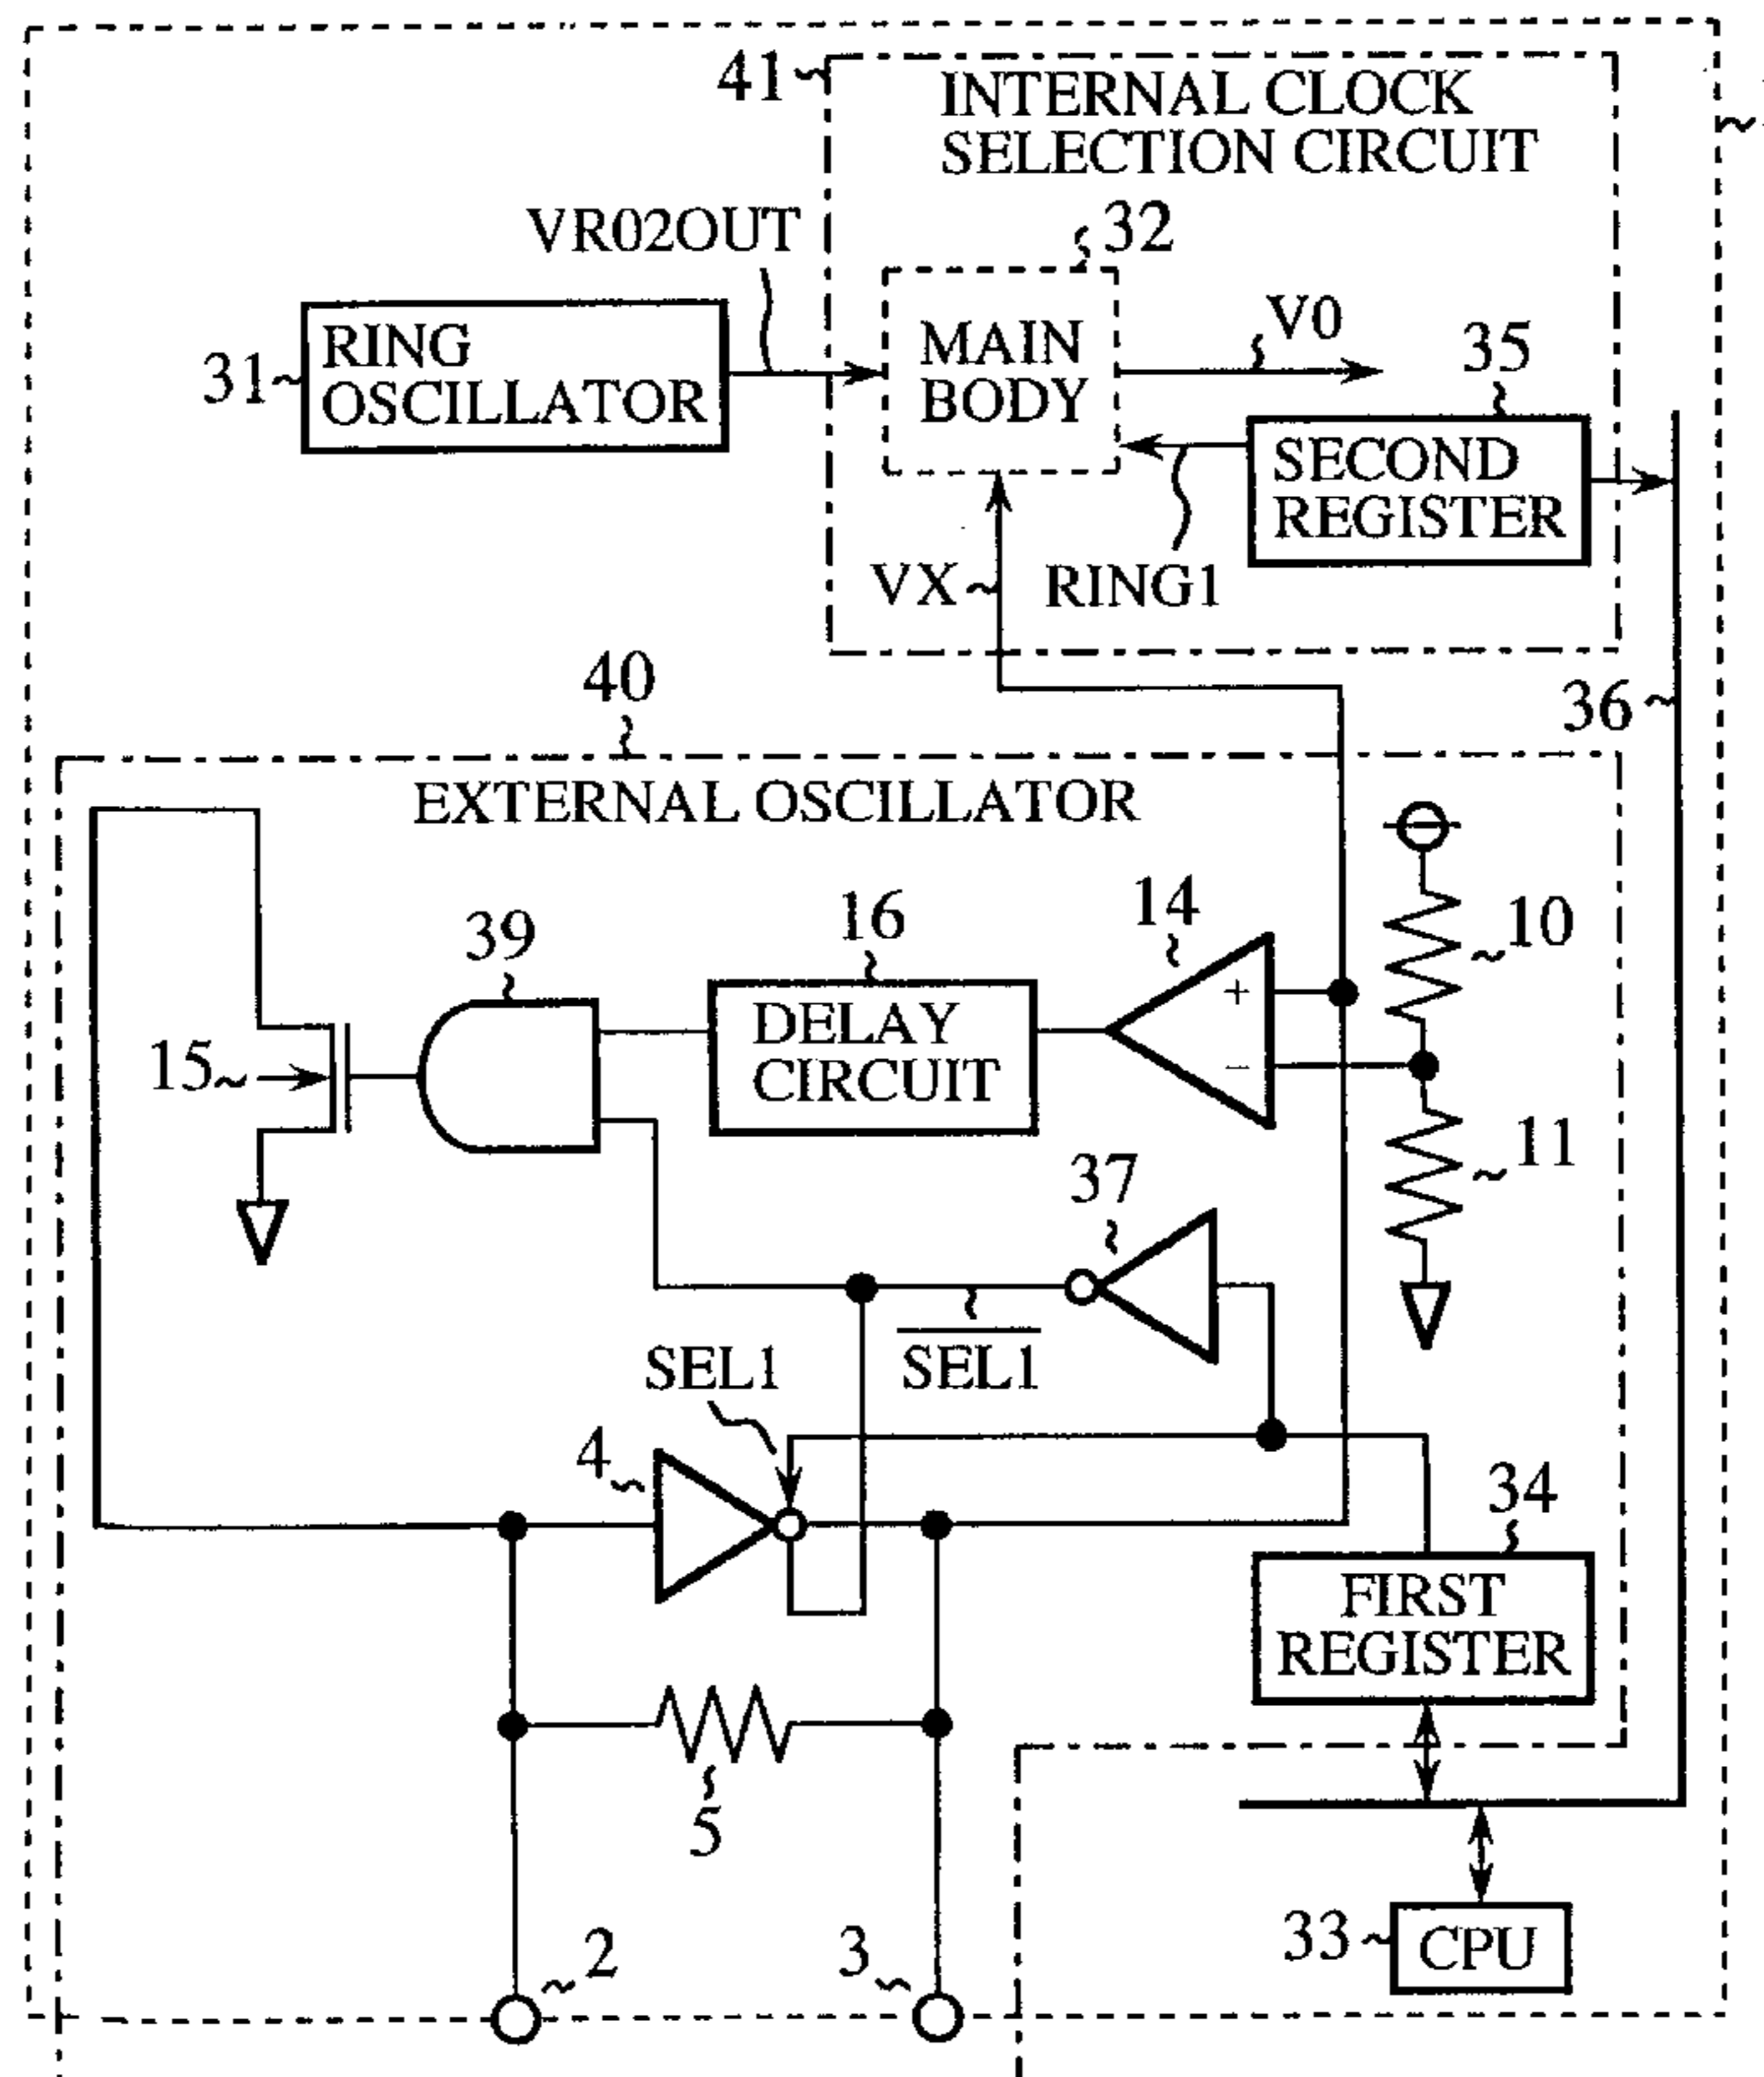 41
INTERNAL CLOCK
SELECTION CIRCUIT
VR02OUT
32
31
RING
OSCILLATOR
MAIN
BODY
V0
35
SECOND
REGISTER
VX
RING1
40
36
EXTERNAL OSCILLATOR
39
16
14
10
+
−
DELAY
CIRCUIT
15
11
37
SEL1
SEL1
4
34
FIRST
REGISTER
5
2
3
33
CPU